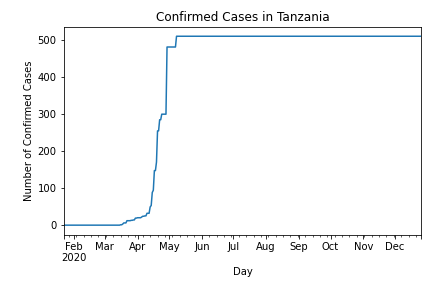 Confirmed Cases in Tanzania
Number of Confirmed Cases
500
400
300
200
100
0
Feb Mar Apr May Jun Jul Aug Sep Oct Nov Dec
2020
Day